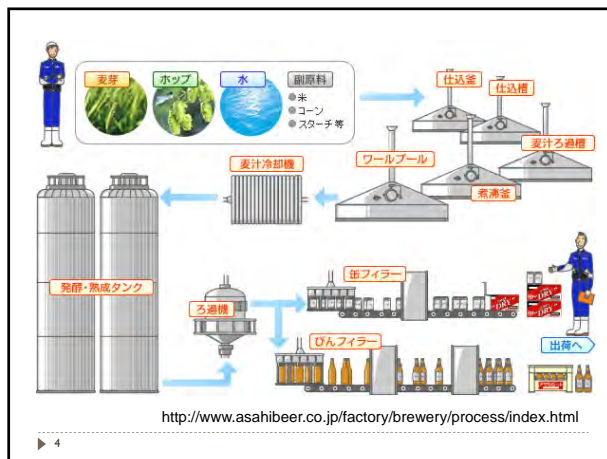 麦芽
ホップ
水
副原料
●米
●コーン
●スターチ等
仕込釜
仕込槽
麦汁ろ過槽
煮沸釜
ワールプール
麦汁冷却機
発酵・熟成タンク
ろ過機
缶フィラー
びんフィラー
DRY
DRY
DRY
出荷へ
http://www.asahibeer.co.jp/factory/brewery/process/index.html
4